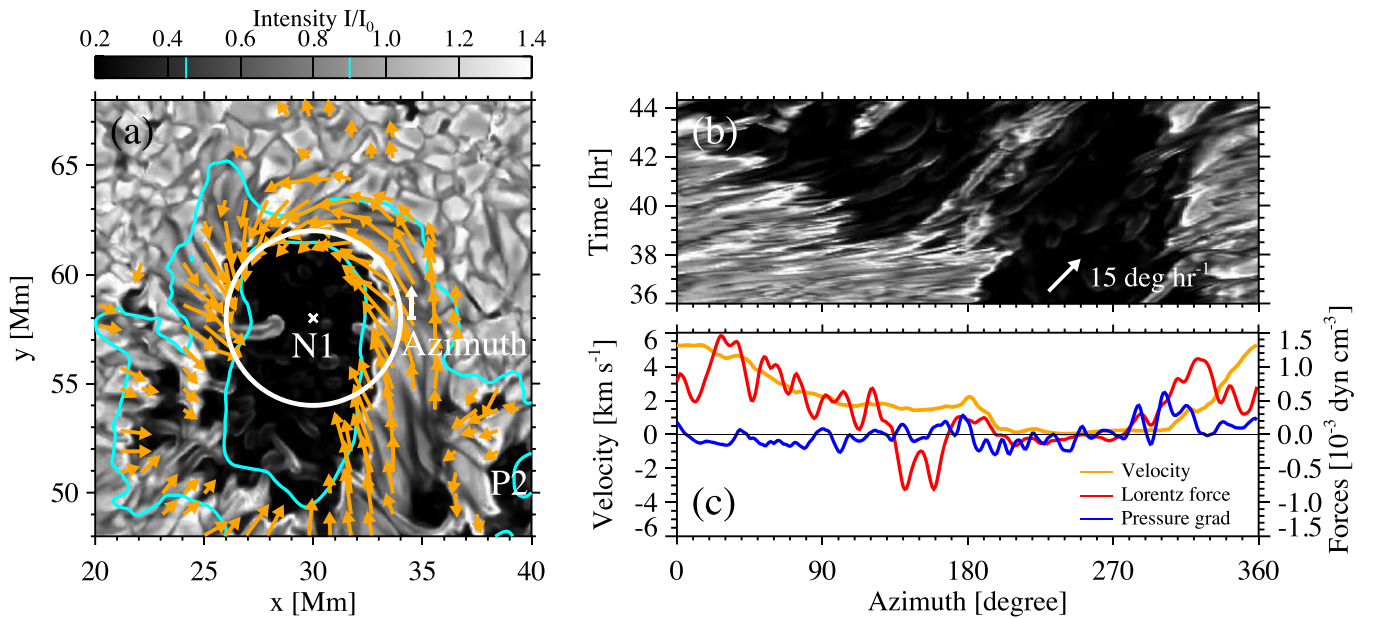 Intensity I/I0
0.2 0.4 0.6 0.8 1.0 1.2 1.4
(a)
65
60
55
50
y [Mm]
N1
Azimuth
P2
20 25 30 35 40
x [Mm]
(b)
44
42
40
38
36
Time [hr]
15 deg hr-1
6
4
2
0
-2
-4
-6
Velocity [km s-1]
(c)
Velocity
Lorentz force
Pressure grad
1.5
1.0
0.5
0.0
-0.5
-1.0
-1.5
Forces [10-3 dyn cm-3]
0 90 180 270 360
Azimuth [degree]